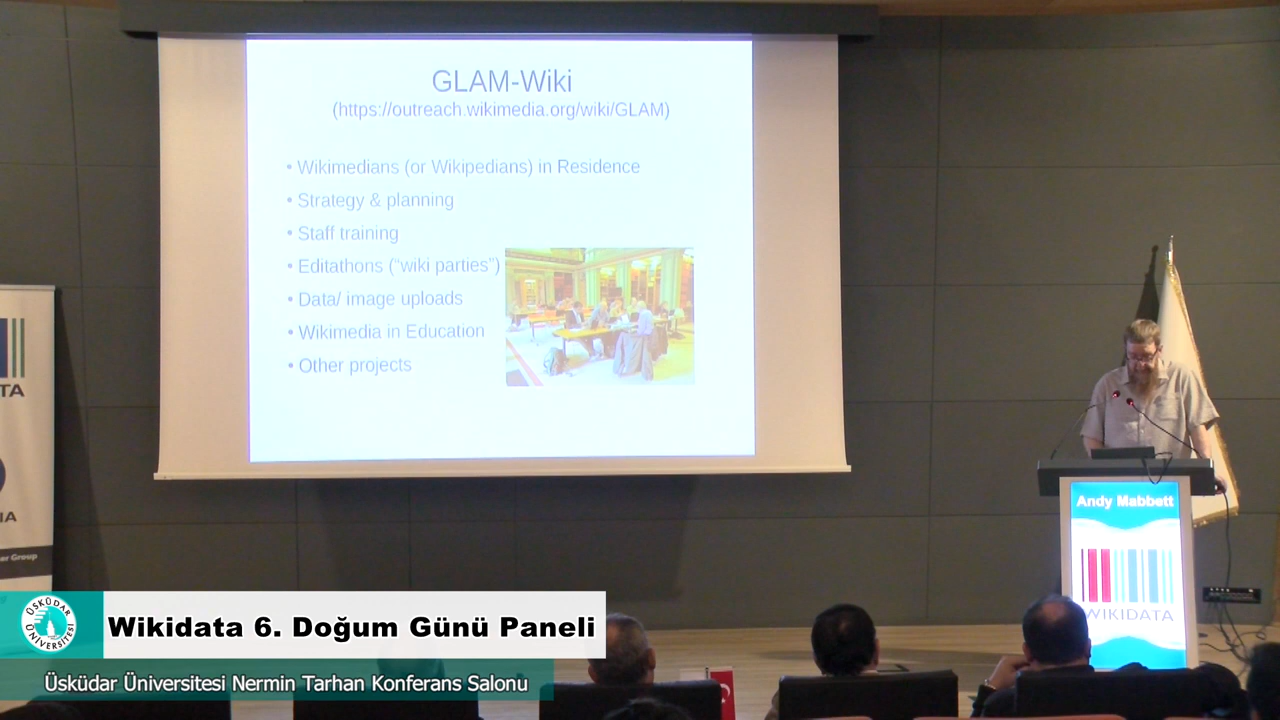 GLAM-Wiki
(https://outreach.wikimedia.org/wiki/GLAM)
• Wikimedians (or Wikipedians) in Residence
• Strategy & planning
• Staff training
• Editathons (“wiki parties”)
• Data/ image uploads
• Wikimedia in Education
• Other projects
TA
IA
er Group
Andy Mabbett
WIKIDATA
ÜSKÜDAR ÜNİVERSİTESİ
Wikidata 6. Doğum Günü Paneli
Üsküdar Üniversitesi Nermin Tarhan Konferans Salonu